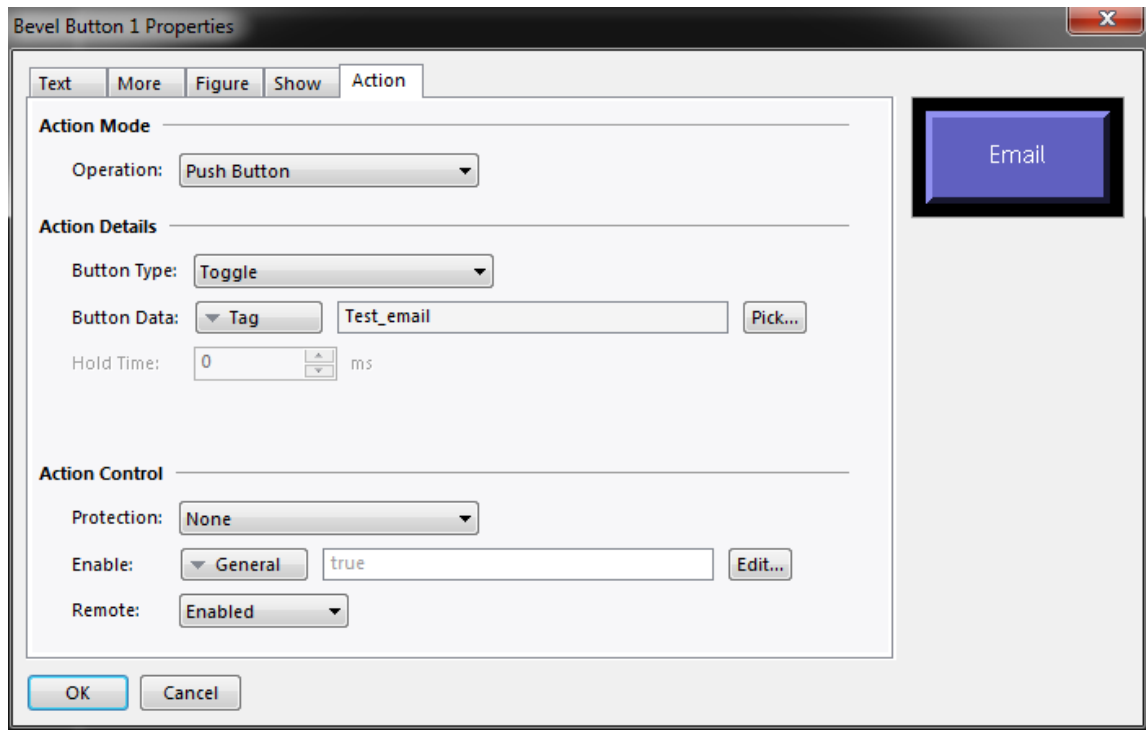 Bevel Button 1 Properties
Text More Figure Show Action
Email
Action Mode
Operation: Push Button
Action Details
Button Type: Toggle
Button Data: Tag Test_email Pick...
Hold Time: 0 ms
Action Control
Protection: None
Enable: General true Edit...
Remote: Enabled
OK Cancel